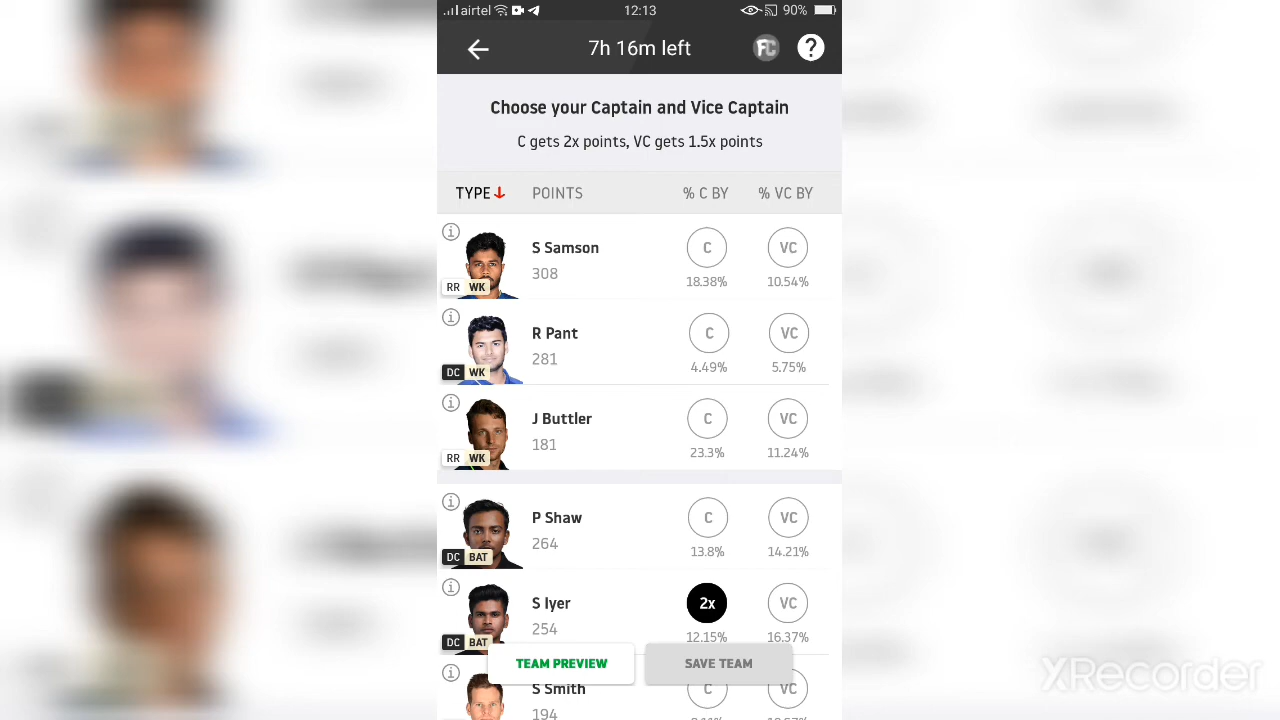 airtel 12:13 90%
7h 16m left FC ?
Choose your Captain and Vice Captain
C gets 2x points, VC gets 1.5x points
TYPE POINTS % C BY % VC BY
S Samson C VC
308 18.38% 10.54%
RR WK
R Pant C VC
281 4.49% 5.75%
DC WK
J Buttler C VC
181 23.3% 11.24%
RR WK
P Shaw C VC
264 13.8% 14.21%
DC BAT
S Iyer 2x VC
254 12.15% 16.37%
DC BAT
TEAM PREVIEW SAVE TEAM
S Smith C VC
194
XRecorder